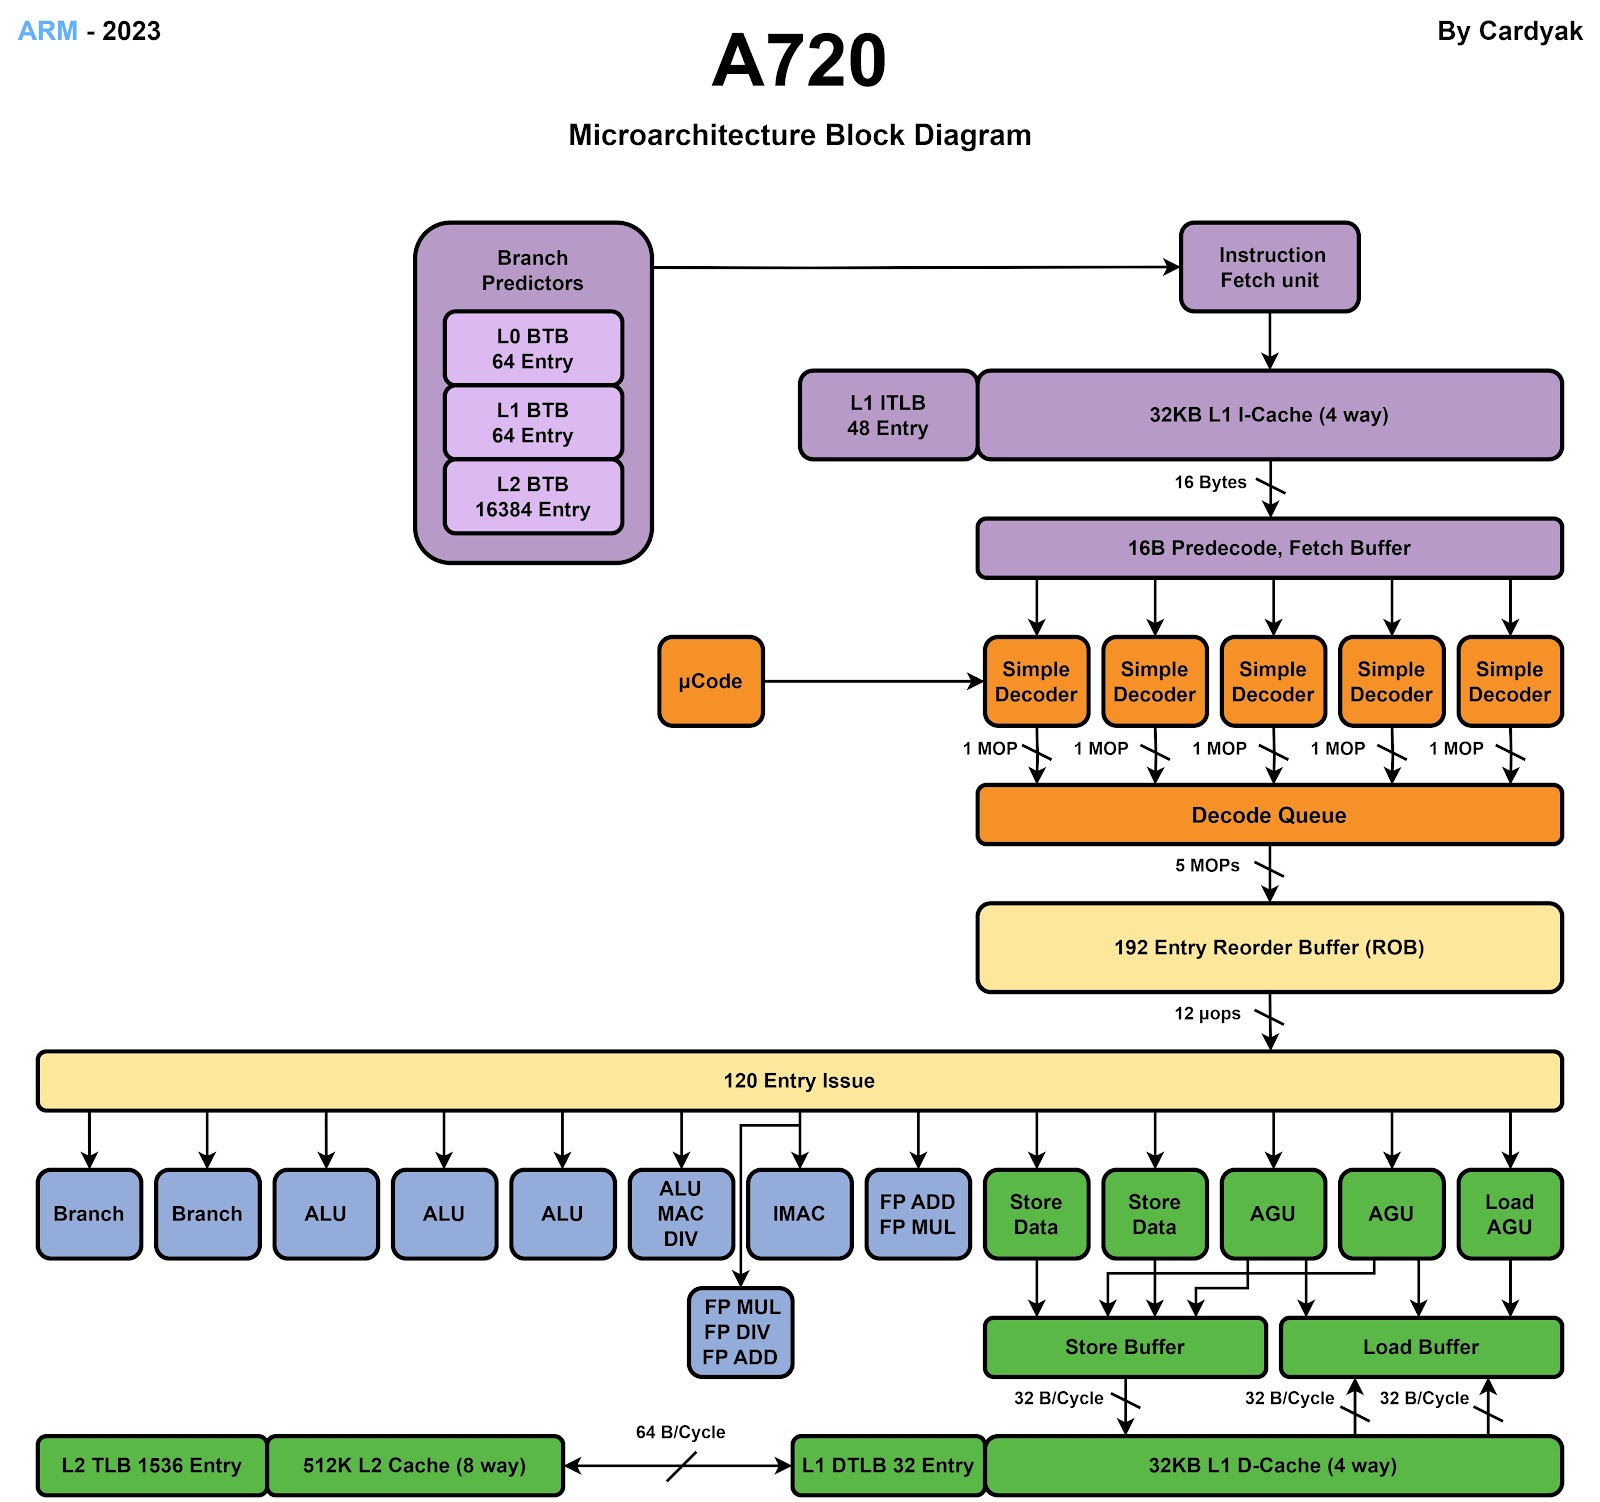 ARM - 2023
By Cardyak
A720
Microarchitecture Block Diagram
Branch
Predictors
L0 BTB
64 Entry
L1 BTB
64 Entry
L2 BTB
16384 Entry
Instruction
Fetch unit
L1 ITLB
48 Entry
32KB L1 I-Cache (4 way)
16 Bytes
16B Predecode, Fetch Buffer
µCode
Simple
Decoder
Simple
Decoder
Simple
Decoder
Simple
Decoder
Simple
Decoder
1 MOP
1 MOP
1 MOP
1 MOP
1 MOP
Decode Queue
5 MOPs
192 Entry Reorder Buffer (ROB)
12 µops
120 Entry Issue
Branch
Branch
ALU
ALU
ALU
ALU
MAC
DIV
IMAC
FP ADD
FP MUL
Store
Data
Store
Data
AGU
AGU
Load
AGU
FP MUL
FP DIV
FP ADD
Store Buffer
Load Buffer
32 B/Cycle
32 B/Cycle
32 B/Cycle
64 B/Cycle
L2 TLB 1536 Entry
512K L2 Cache (8 way)
L1 DTLB 32 Entry
32KB L1 D-Cache (4 way)